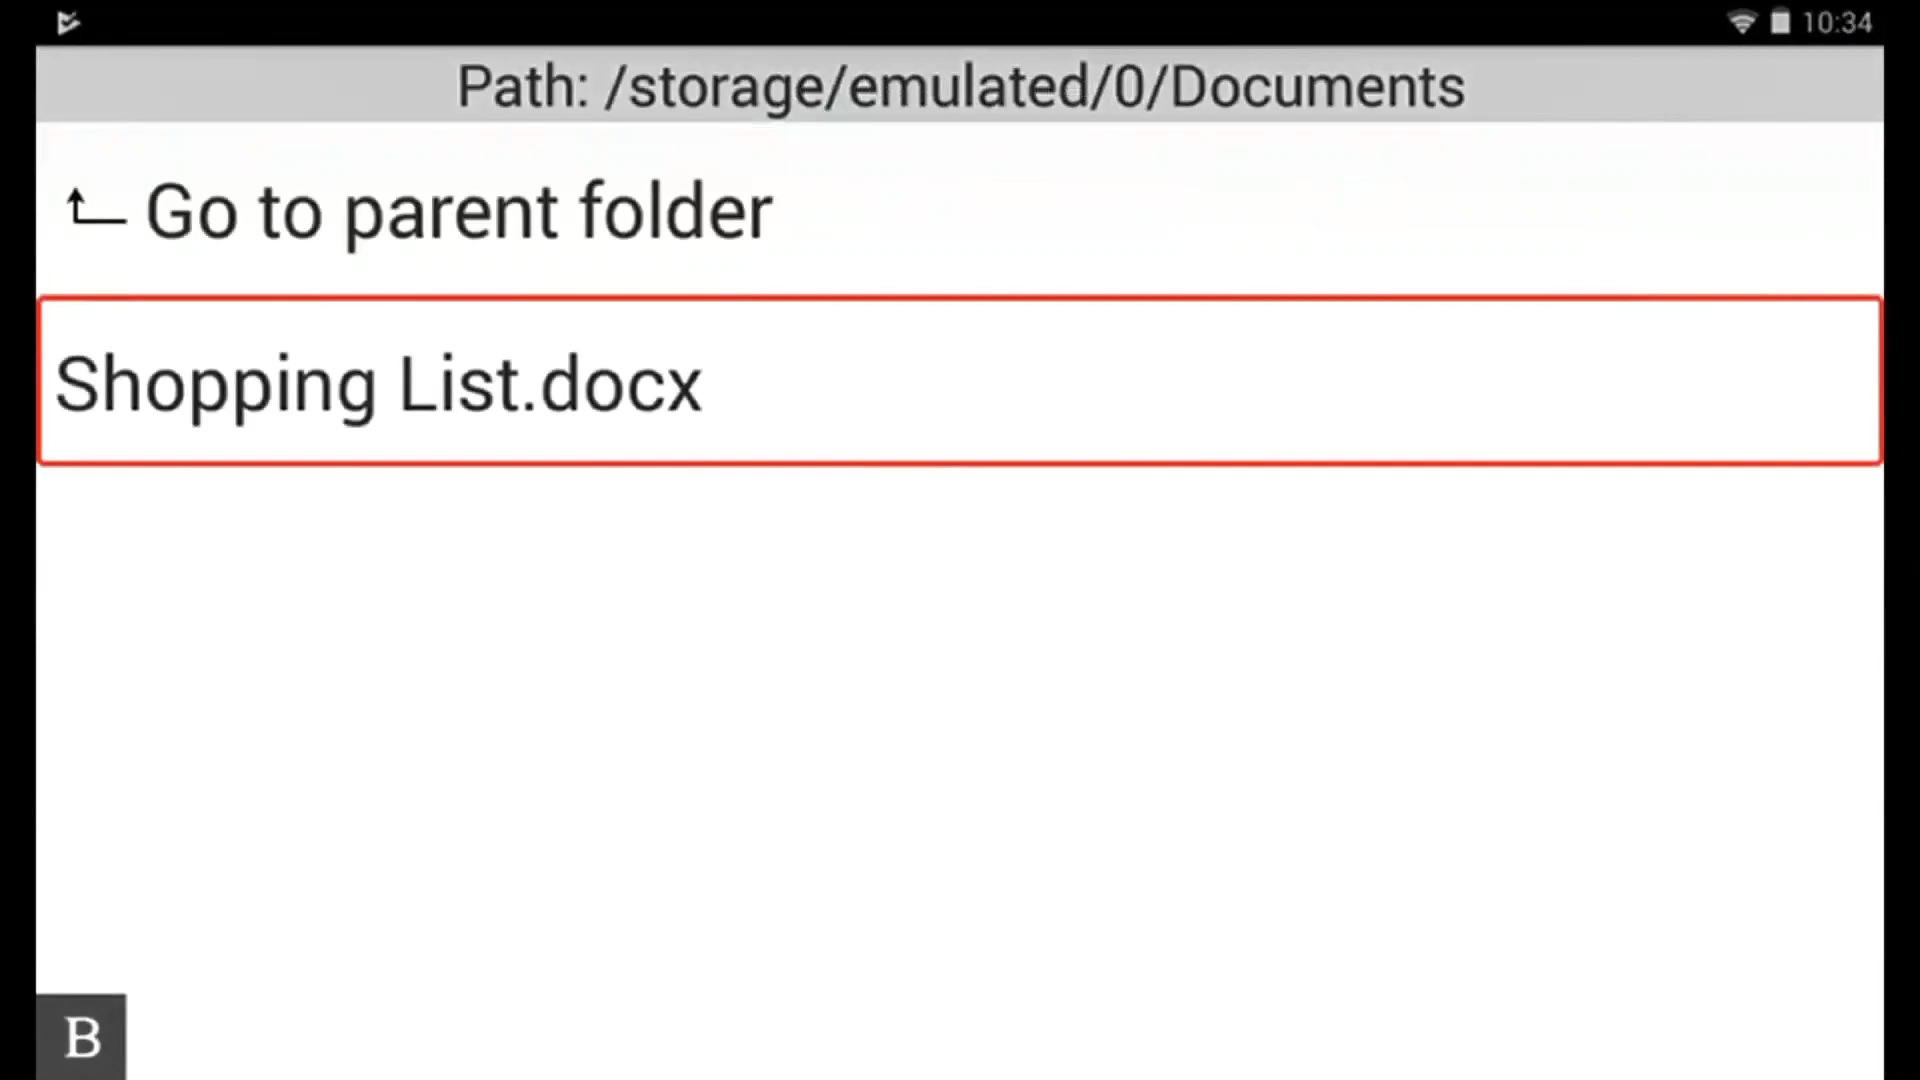 10:34
Path: /storage/emulated/0/Documents
Go to parent folder
Shopping List.docx
B